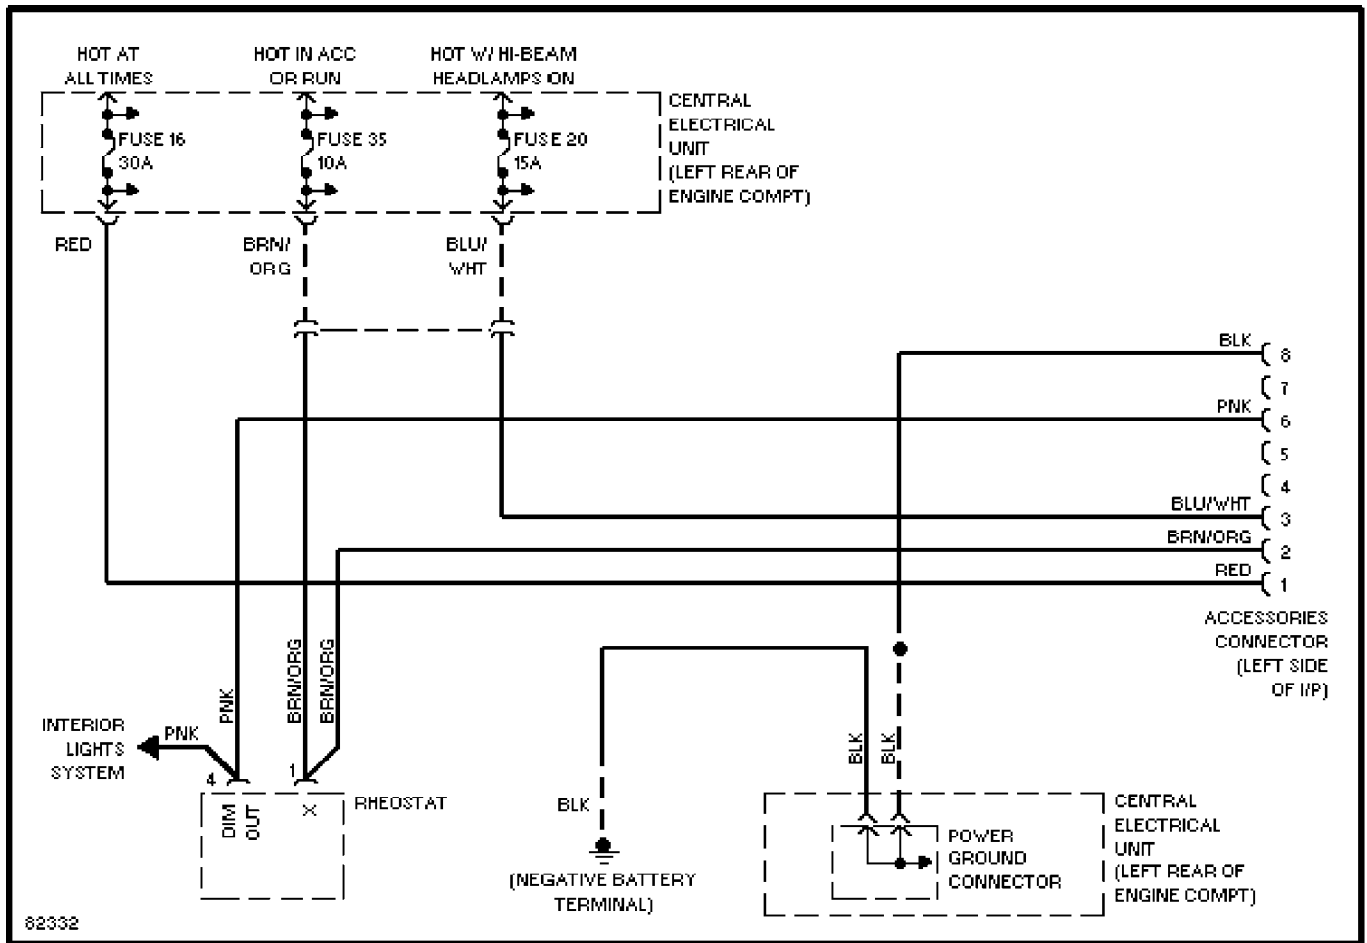 HOT AT
ALL TIMES
HOT IN ACC
OR RUN
HOT W/ HI-BEAM
HEADLAMPS ON
CENTRAL
ELECTRICAL
UNIT
(LEFT REAR OF
ENGINE COMPT)
FUSE 16
30A
FUSE 35
10A
FUSE 20
15A
RED
BRN/
ORG
BLU/
WHT
BLK
8
7
PNK
6
5
4
BLU/WHT
3
BRN/ORG
2
RED
1
ACCESSORIES
CONNECTOR
(LEFT SIDE
OF I/P)
PNK
BRN/ORG
BRN/ORG
INTERIOR
LIGHTS
SYSTEM
PNK
4
1
DIM
OUT
X
RHEOSTAT
BLK
BLK
BLK
(NEGATIVE BATTERY
TERMINAL)
POWER
GROUND
CONNECTOR
CENTRAL
ELECTRICAL
UNIT
(LEFT REAR OF
ENGINE COMPT)
82332